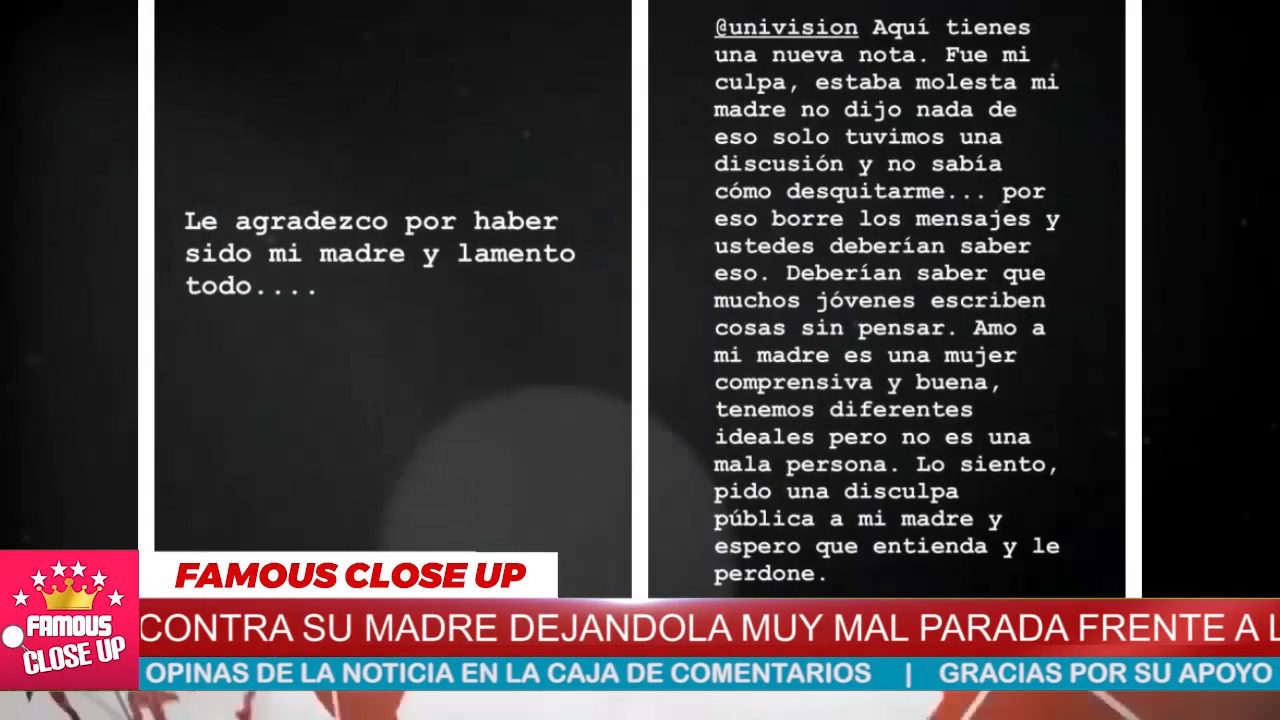 Le agradezco por haber
sido mi madre y lamento
todo....
@univision Aquí tienes
una nueva nota. Fue mi
culpa, estaba molesta mi
madre no dijo nada de
eso solo tuvimos una
discusión y no sabía
cómo desquitarme... por
eso borre los mensajes y
ustedes deberían saber
eso. Deberían saber que
muchos jóvenes escriben
cosas sin pensar. Amo a
mi madre es una mujer
comprensiva y buena,
tenemos diferentes
ideales pero no es una
mala persona. Lo siento,
pido una disculpa
pública a mi madre y
espero que entienda y le
perdone.
FAMOUS CLOSE UP
FAMOUS
CLOSE UP
CONTRA SU MADRE DEJANDOLA MUY MAL PARADA FRENTE A L
OPINAS DE LA NOTICIA EN LA CAJA DE COMENTARIOS | GRACIAS POR SU APOYO